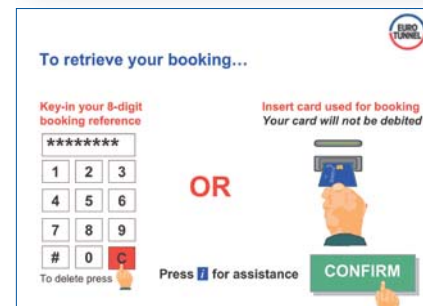 EURO
TUNNEL
To retrieve your booking...
Key-in your 8-digit
booking reference
********
1 2 3
4 5 6
7 8 9
# 0 C
To delete press
OR
Insert card used for booking
Your card will not be debited
Press i for assistance
CONFIRM